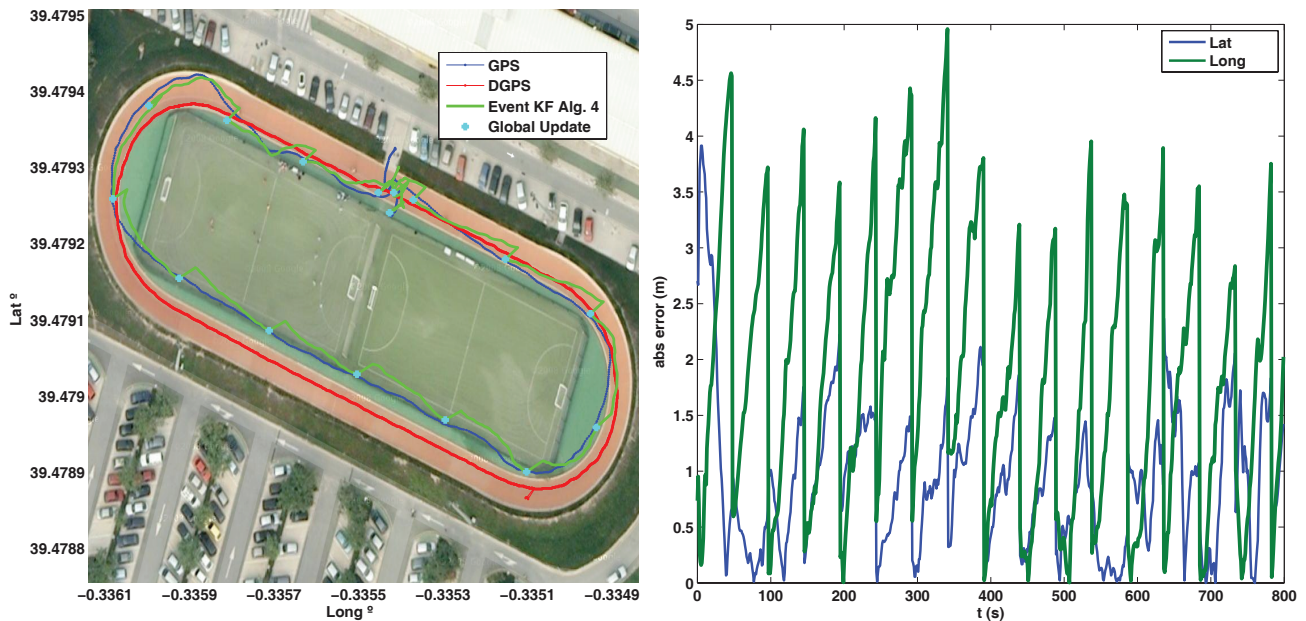 39.4795
39.4794
39.4793
39.4792
39.4791
39.479
39.4789
39.4788
Lat º
GPS
DGPS
Event KF Alg. 4
Global Update
−0.3361 −0.3359 −0.3357 −0.3355 −0.3353 −0.3351 −0.3349
Long º
5
4.5
4
3.5
3
2.5
2
1.5
1
0.5
0
abs error (m)
Lat
Long
0 100 200 300 400 500 600 700 800
t (s)